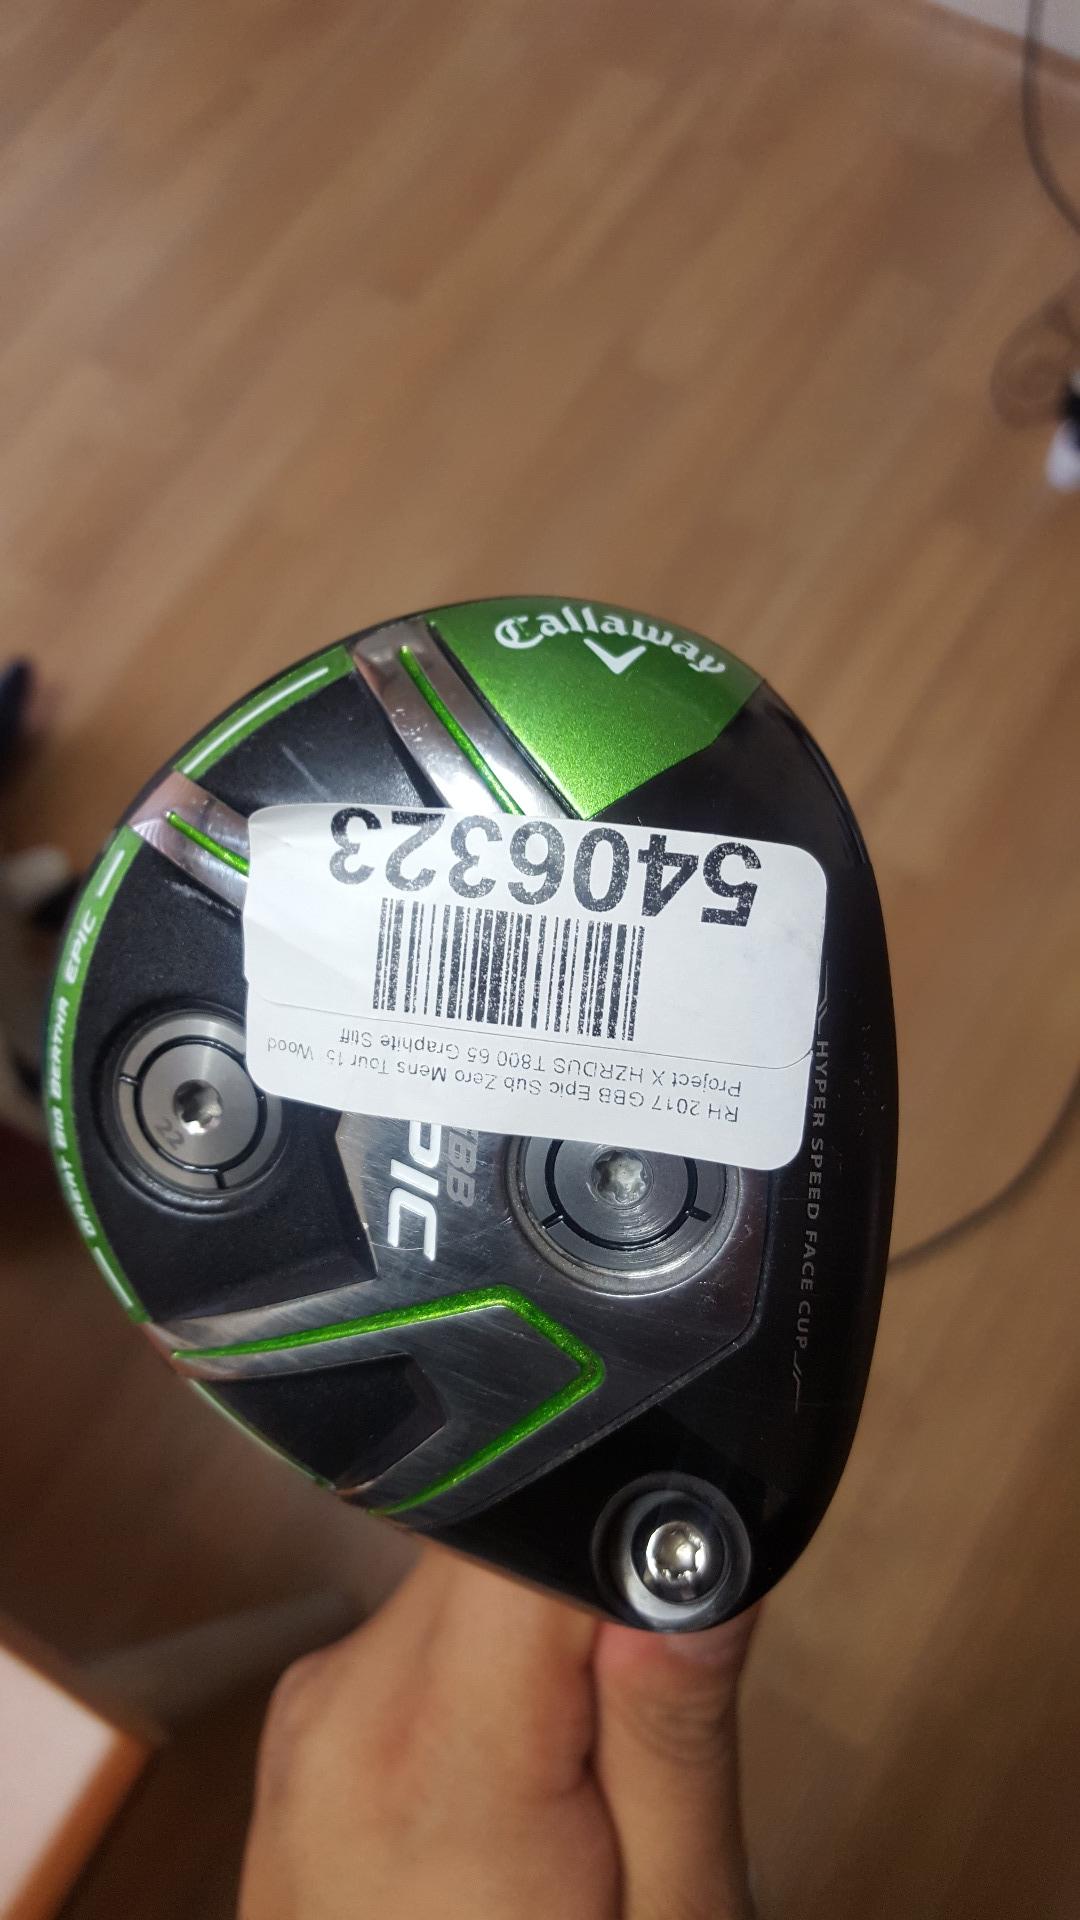 Callaway
5406323
RH 2017 GBB Epic Sub Zero Mens Tour 15 Wood
Project X HZRDUS T800 65 Graphite Stiff
GREAT BIG BERTHA EPIC
22
GBB
EPIC
HYPER SPEED FACE CUP